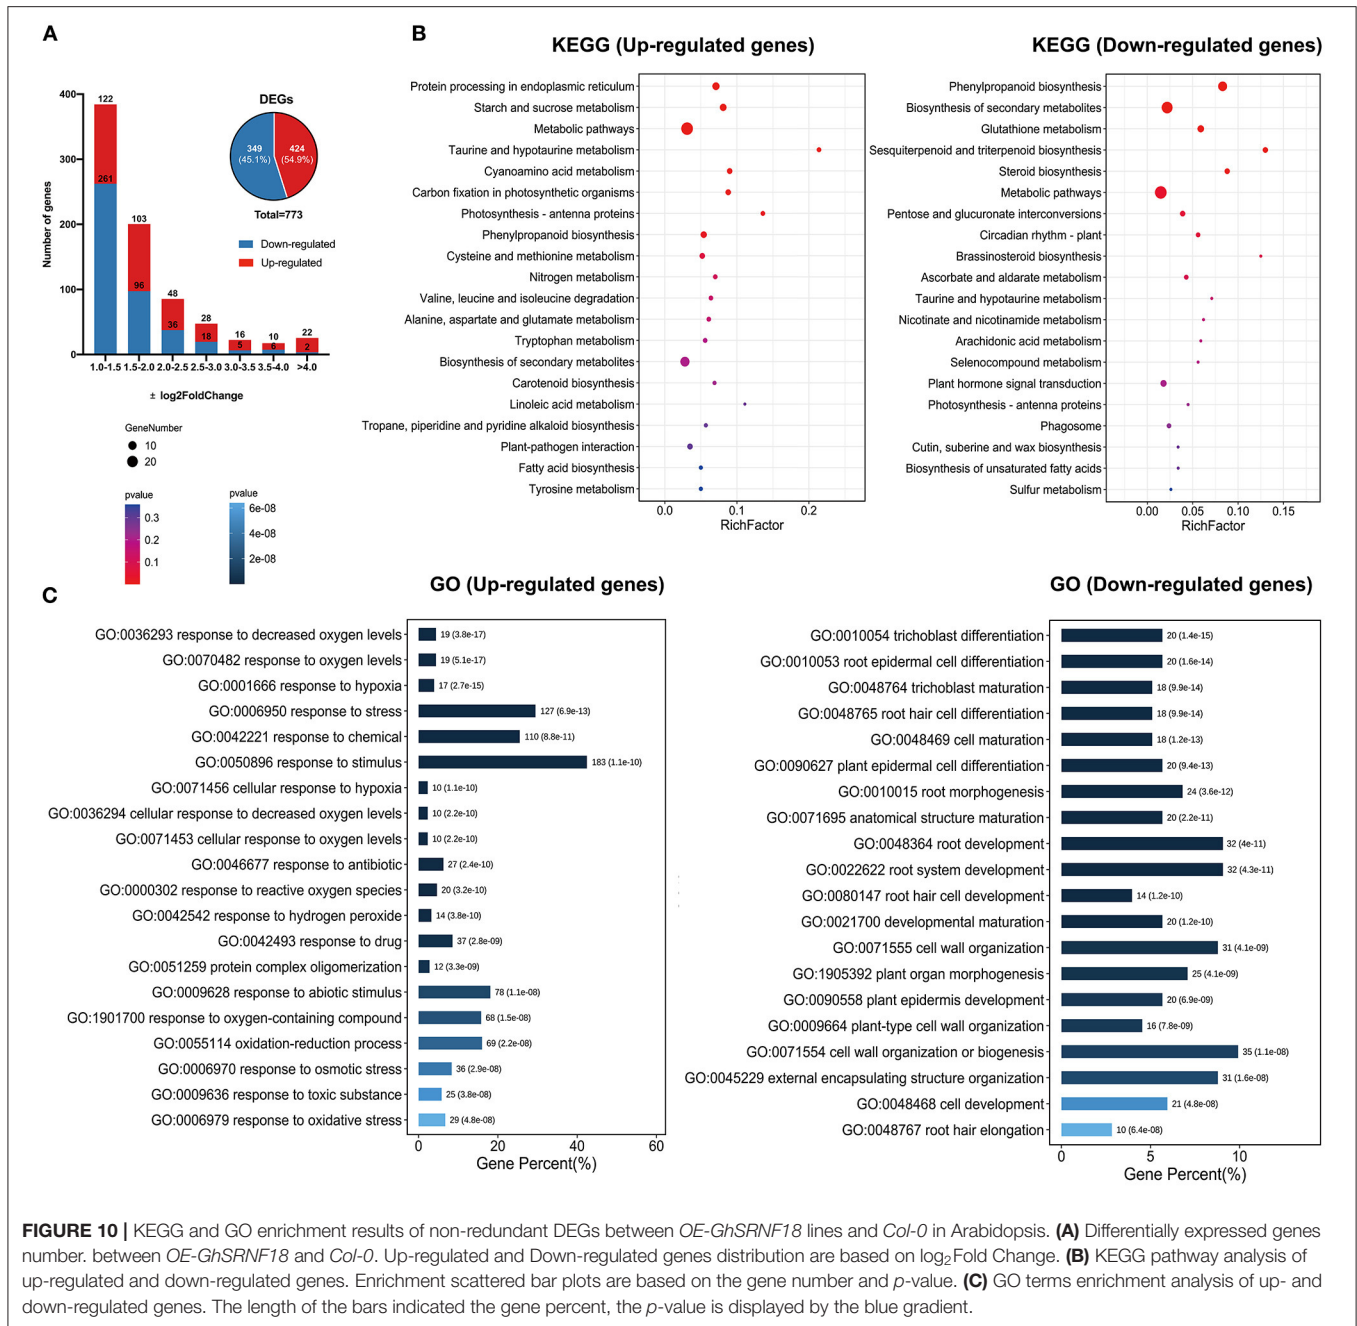 A
B
KEGG (Up-regulated genes)
KEGG (Down-regulated genes)
Number of genes
400
300
200
100
0
122
261
103
96
48
36
28
18
16
5
10
6
22
2
1.0-1.5 1.5-2.0 2.0-2.5 2.5-3.0 3.0-3.5 3.5-4.0 >4.0
± log2FoldChange
DEGs
349
(45.1%)
424
(54.9%)
Total=773
Down-regulated
Up-regulated
GeneNumber
10
20
pvalue
0.3
0.2
0.1
pvalue
6e-08
4e-08
2e-08
Protein processing in endoplasmic reticulum
Starch and sucrose metabolism
Metabolic pathways
Taurine and hypotaurine metabolism
Cyanoamino acid metabolism
Carbon fixation in photosynthetic organisms
Photosynthesis - antenna proteins
Phenylpropanoid biosynthesis
Cysteine and methionine metabolism
Nitrogen metabolism
Valine, leucine and isoleucine degradation
Alanine, aspartate and glutamate metabolism
Tryptophan metabolism
Biosynthesis of secondary metabolites
Carotenoid biosynthesis
Linoleic acid metabolism
Tropane, piperidine and pyridine alkaloid biosynthesis
Plant-pathogen interaction
Fatty acid biosynthesis
Tyrosine metabolism
0.0 0.1 0.2
RichFactor
Phenylpropanoid biosynthesis
Biosynthesis of secondary metabolites
Glutathione metabolism
Sesquiterpenoid and triterpenoid biosynthesis
Steroid biosynthesis
Metabolic pathways
Pentose and glucuronate interconversions
Circadian rhythm - plant
Brassinosteroid biosynthesis
Ascorbate and aldarate metabolism
Taurine and hypotaurine metabolism
Nicotinate and nicotinamide metabolism
Arachidonic acid metabolism
Selenocompound metabolism
Plant hormone signal transduction
Photosynthesis - antenna proteins
Phagosome
Cutin, suberine and wax biosynthesis
Biosynthesis of unsaturated fatty acids
Sulfur metabolism
0.00 0.05 0.10 0.15
RichFactor
C
GO (Up-regulated genes)
GO:0036293 response to decreased oxygen levels 19 (3.8e-17)
GO:0070482 response to oxygen levels 19 (5.1e-17)
GO:0001666 response to hypoxia 17 (2.7e-15)
GO:0006950 response to stress 127 (6.9e-13)
GO:0042221 response to chemical 110 (8.8e-11)
GO:0050896 response to stimulus 183 (1.1e-10)
GO:0071456 cellular response to hypoxia 10 (1.1e-10)
GO:0036294 cellular response to decreased oxygen levels 10 (2.2e-10)
GO:0071453 cellular response to oxygen levels 10 (2.2e-10)
GO:0046677 response to antibiotic 27 (2.4e-10)
GO:0000302 response to reactive oxygen species 20 (3.2e-10)
GO:0042542 response to hydrogen peroxide 14 (3.8e-10)
GO:0042493 response to drug 37 (2.8e-09)
GO:0051259 protein complex oligomerization 12 (3.3e-09)
GO:0009628 response to abiotic stimulus 78 (1.1e-08)
GO:1901700 response to oxygen-containing compound 68 (1.5e-08)
GO:0055114 oxidation-reduction process 69 (2.2e-08)
GO:0006970 response to osmotic stress 36 (2.9e-08)
GO:0009636 response to toxic substance 25 (3.8e-08)
GO:0006979 response to oxidative stress 29 (4.8e-08)
0 20 40 60
Gene Percent(%)
GO (Down-regulated genes)
GO:0010054 trichoblast differentiation 20 (1.4e-15)
GO:0010053 root epidermal cell differentiation 20 (1.6e-14)
GO:0048764 trichoblast maturation 18 (9.9e-14)
GO:0048765 root hair cell differentiation 18 (9.9e-14)
GO:0048469 cell maturation 18 (1.2e-13)
GO:0090627 plant epidermal cell differentiation 20 (9.4e-13)
GO:0010015 root morphogenesis 24 (3.6e-12)
GO:0071695 anatomical structure maturation 20 (2.2e-11)
GO:0048364 root development 32 (4e-11)
GO:0022622 root system development 32 (4.3e-11)
GO:0080147 root hair cell development 14 (1.2e-10)
GO:0021700 developmental maturation 20 (1.2e-10)
GO:0071555 cell wall organization 31 (4.1e-09)
GO:1905392 plant organ morphogenesis 25 (4.1e-09)
GO:0090558 plant epidermis development 20 (6.9e-09)
GO:0009664 plant-type cell wall organization 16 (7.8e-09)
GO:0071554 cell wall organization or biogenesis 35 (1.1e-08)
GO:0045229 external encapsulating structure organization 31 (1.6e-08)
GO:0048468 cell development 21 (4.8e-08)
GO:0048767 root hair elongation 10 (6.4e-08)
0 5 10
Gene Percent(%)
FIGURE 10 | KEGG and GO enrichment results of non-redundant DEGs between OE-GhSRNF18 lines and Col-0 in Arabidopsis. (A) Differentially expressed genes
number. between OE-GhSRNF18 and Col-0. Up-regulated and Down-regulated genes distribution are based on log2Fold Change. (B) KEGG pathway analysis of
up-regulated and down-regulated genes. Enrichment scattered bar plots are based on the gene number and p-value. (C) GO terms enrichment analysis of up- and
down-regulated genes. The length of the bars indicated the gene percent, the p-value is displayed by the blue gradient.